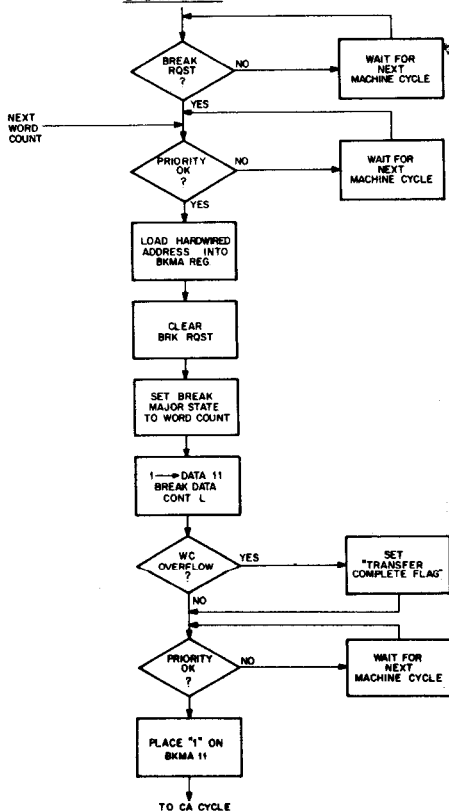 BREAK
RQST
?
NO
WAIT FOR
NEXT
MACHINE CYCLE
YES
NEXT
WORD
COUNT
PRIORITY
OK
?
NO
WAIT FOR
NEXT
MACHINE CYCLE
YES
LOAD HARDWIRED
ADDRESS INTO
BKMA REG
CLEAR
BRK RQST
SET BREAK
MAJOR STATE
TO WORD COUNT
1→DATA 11
BREAK DATA
CONT L
WC
OVERFLOW
?
YES
SET
"TRANSFER
COMPLETE FLAG"
NO
PRIORITY
OK
?
NO
WAIT FOR
NEXT
MACHINE CYCLE
YES
PLACE "1" ON
BKMA 11
TO CA CYCLE